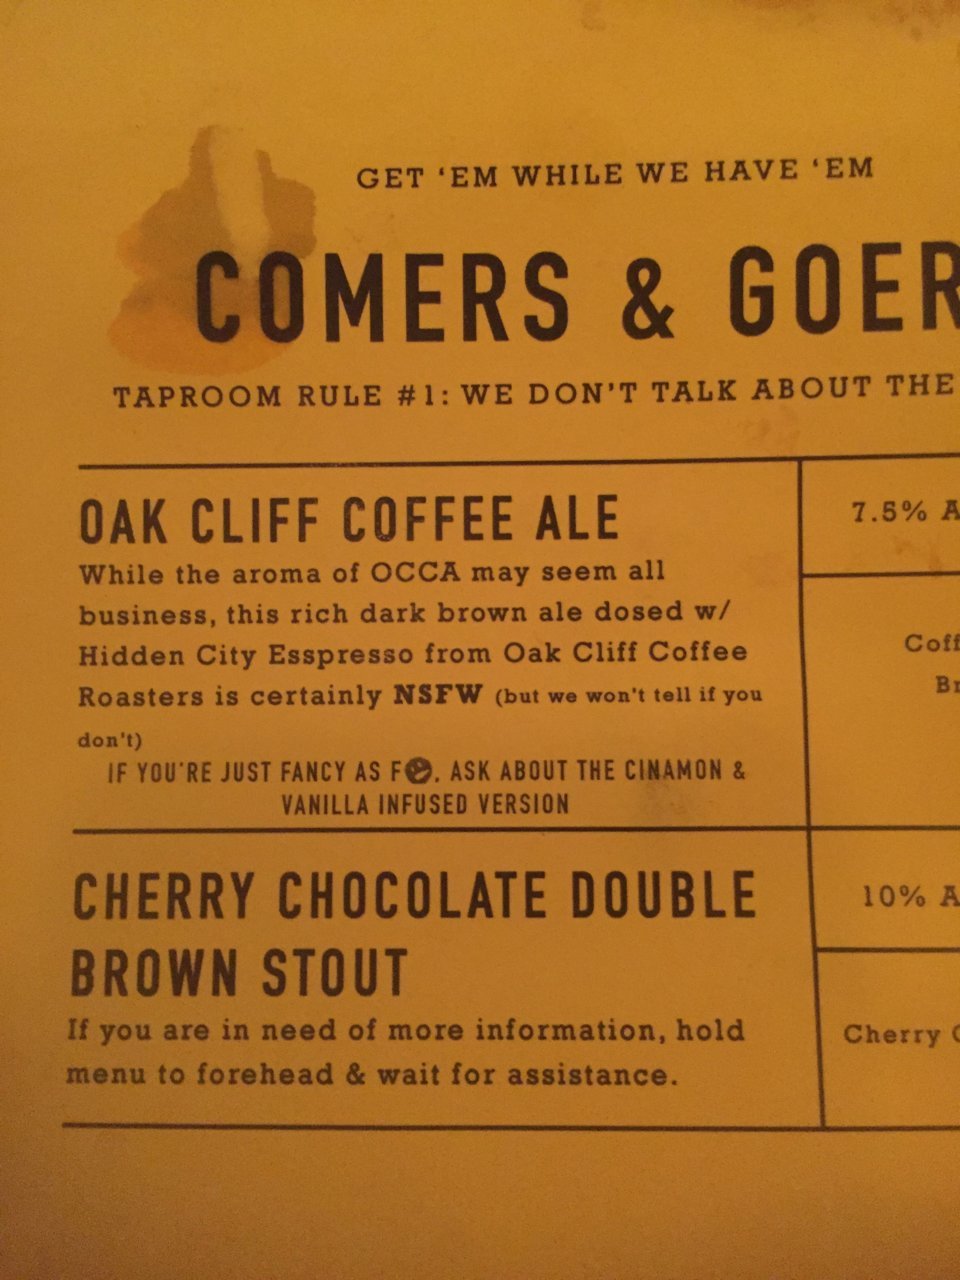 GET ‘EM WHILE WE HAVE ‘EM
COMERS & GOER
TAPROOM RULE #1: WE DON'T TALK ABOUT THE
OAK CLIFF COFFEE ALE
7.5% A
While the aroma of OCCA may seem all
business, this rich dark brown ale dosed w/
Hidden City Esspresso from Oak Cliff Coffee
Roasters is certainly NSFW (but we won't tell if you
don't)
Coff
Br
IF YOU'RE JUST FANCY AS F, ASK ABOUT THE CINAMON &
VANILLA INFUSED VERSION
CHERRY CHOCOLATE DOUBLE
BROWN STOUT
10% A
If you are in need of more information, hold
menu to forehead & wait for assistance.
Cherry C